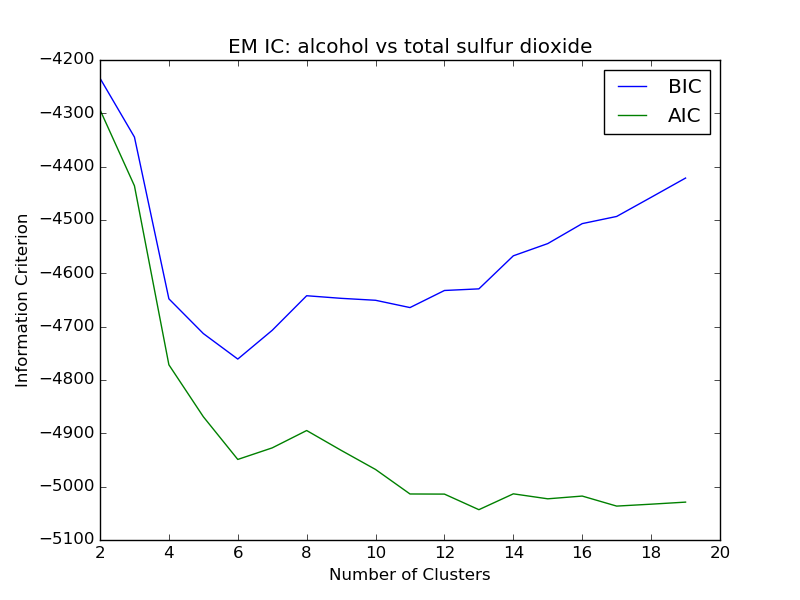 EM IC: alcohol vs total sulfur dioxide
−4200
−4300
−4400
−4500
−4600
−4700
−4800
−4900
−5000
−5100
Information Criterion
BIC
AIC
2 4 6 8 10 12 14 16 18 20
Number of Clusters